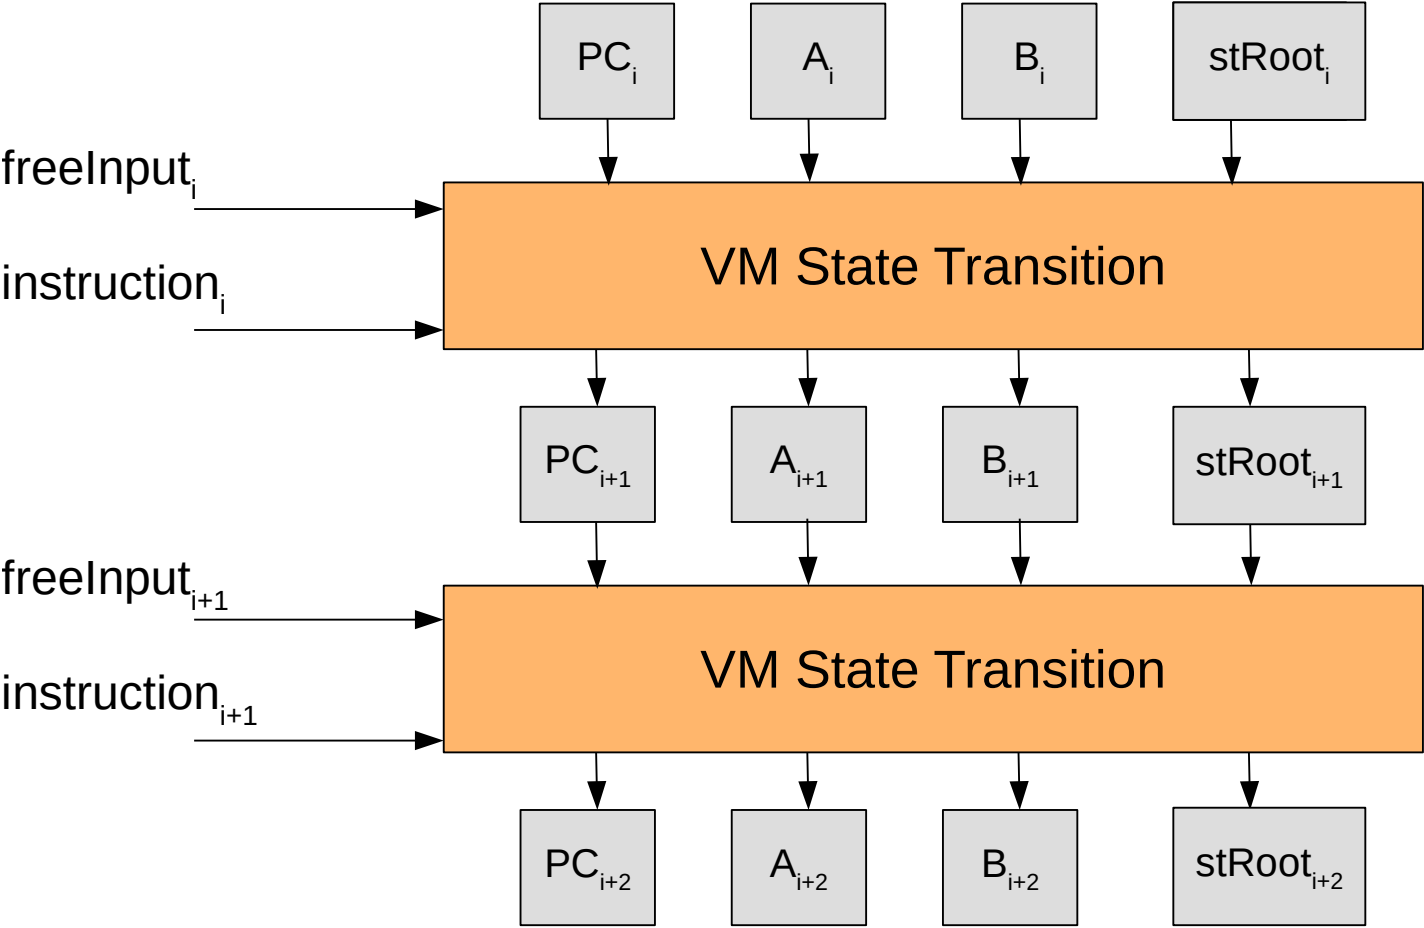 PCi Ai Bi stRooti
freeInputi
VM State Transition
instructioni
PCi+1 Ai+1 Bi+1 stRooti+1
freeInputi+1
VM State Transition
instructioni+1
PCi+2 Ai+2 Bi+2 stRooti+2